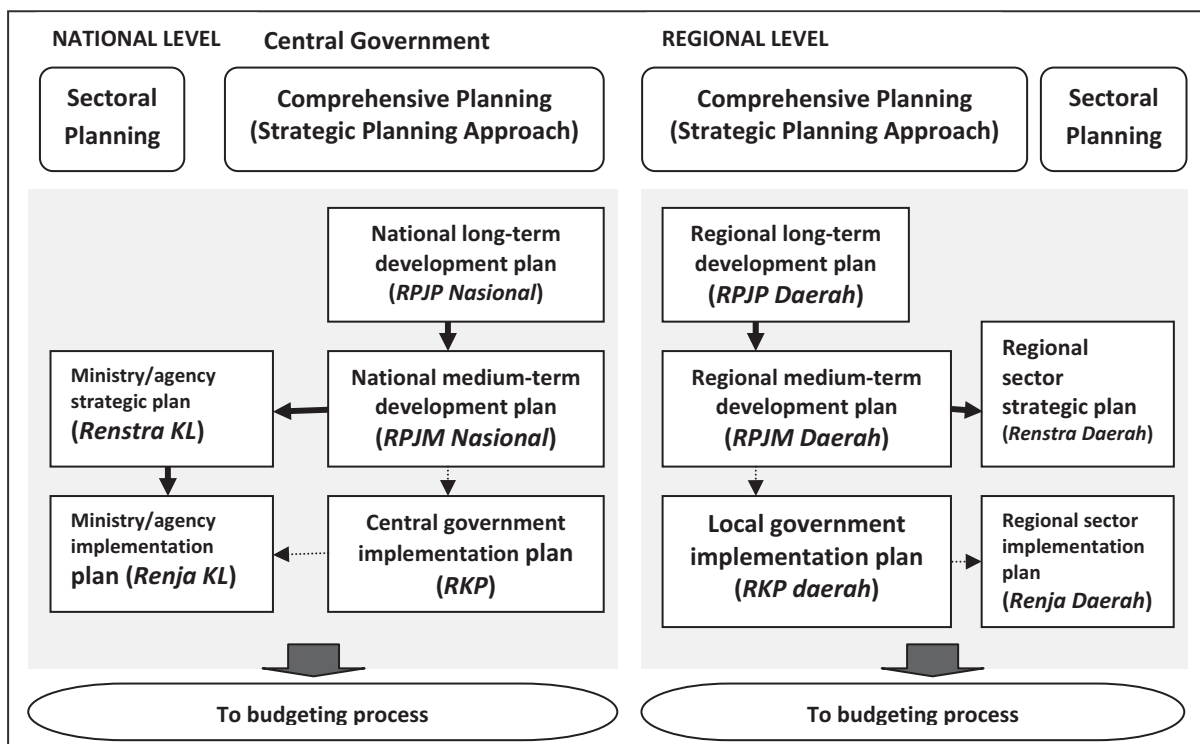 NATIONAL LEVEL
Central Government
REGIONAL LEVEL
Sectoral
Planning
Comprehensive Planning
(Strategic Planning Approach)
Comprehensive Planning
(Strategic Planning Approach)
Sectoral
Planning
National long-term
development plan
(RPJP Nasional)
Regional long-term
development plan
(RPJP Daerah)
Ministry/agency
strategic plan
(Renstra KL)
National medium-term
development plan
(RPJM Nasional)
Regional medium-term
development plan
(RPJM Daerah)
Regional
sector
strategic plan
(Renstra Daerah)
Ministry/agency
implementation
plan (Renja KL)
Central government
implementation plan
(RKP)
Local government
implementation plan
(RKP daerah)
Regional sector
implementation
plan
(Renja Daerah)
To budgeting process
To budgeting process